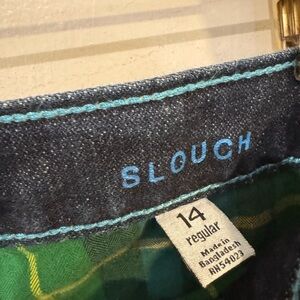 SLOUCH
14
regular
Made in
Bangladesh
RN54023